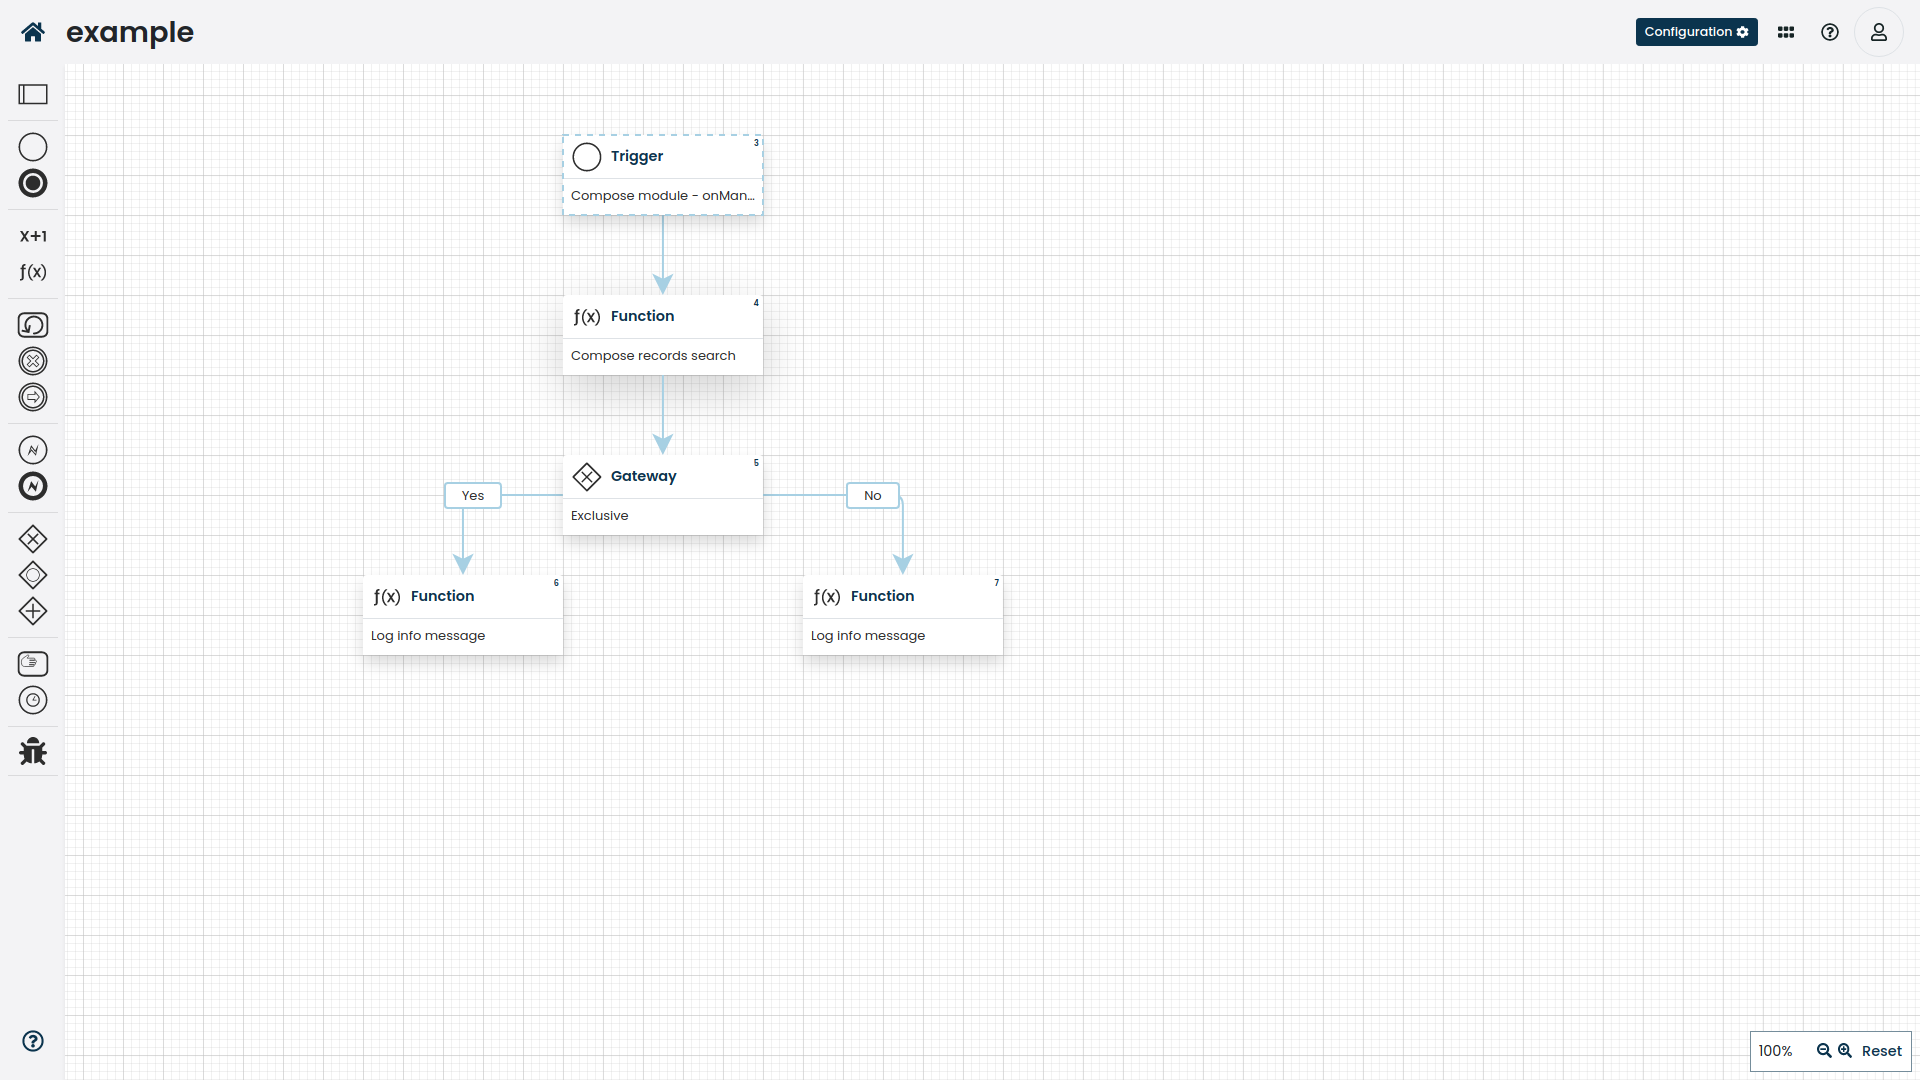 example
Configuration
X+1
ƒ(x)
3
Trigger
Compose module - onMan...
4
ƒ(x) Function
Compose records search
5
Gateway
Exclusive
Yes
No
6
ƒ(x) Function
Log info message
7
ƒ(x) Function
Log info message
100% Reset